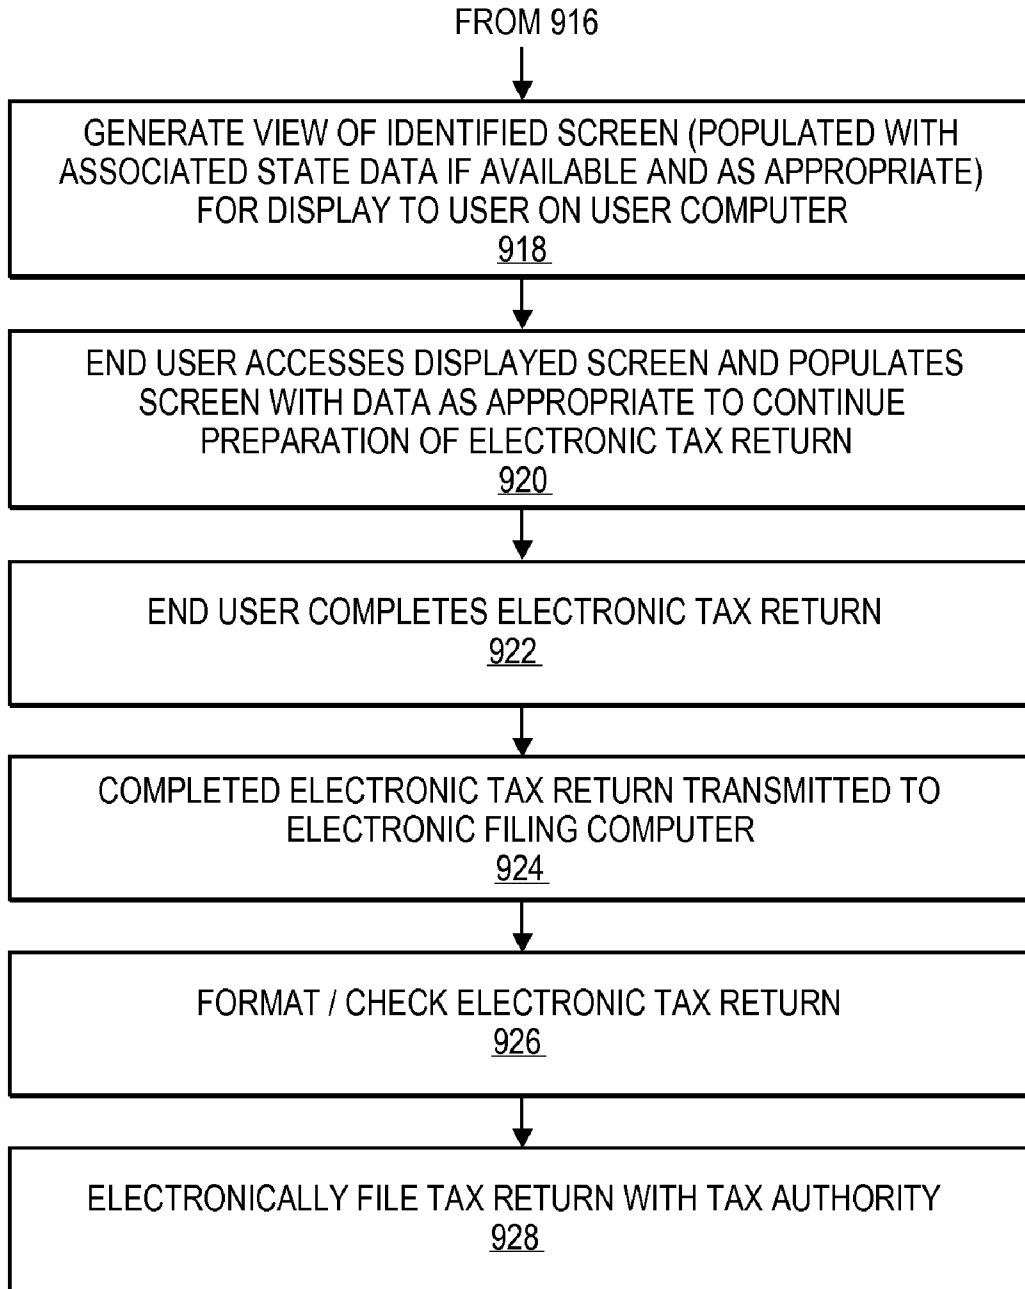 FROM 916
GENERATE VIEW OF IDENTIFIED SCREEN (POPULATED WITH
ASSOCIATED STATE DATA IF AVAILABLE AND AS APPROPRIATE)
FOR DISPLAY TO USER ON USER COMPUTER
918
END USER ACCESSES DISPLAYED SCREEN AND POPULATES
SCREEN WITH DATA AS APPROPRIATE TO CONTINUE
PREPARATION OF ELECTRONIC TAX RETURN
920
END USER COMPLETES ELECTRONIC TAX RETURN
922
COMPLETED ELECTRONIC TAX RETURN TRANSMITTED TO
ELECTRONIC FILING COMPUTER
924
FORMAT / CHECK ELECTRONIC TAX RETURN
926
ELECTRONICALLY FILE TAX RETURN WITH TAX AUTHORITY
928